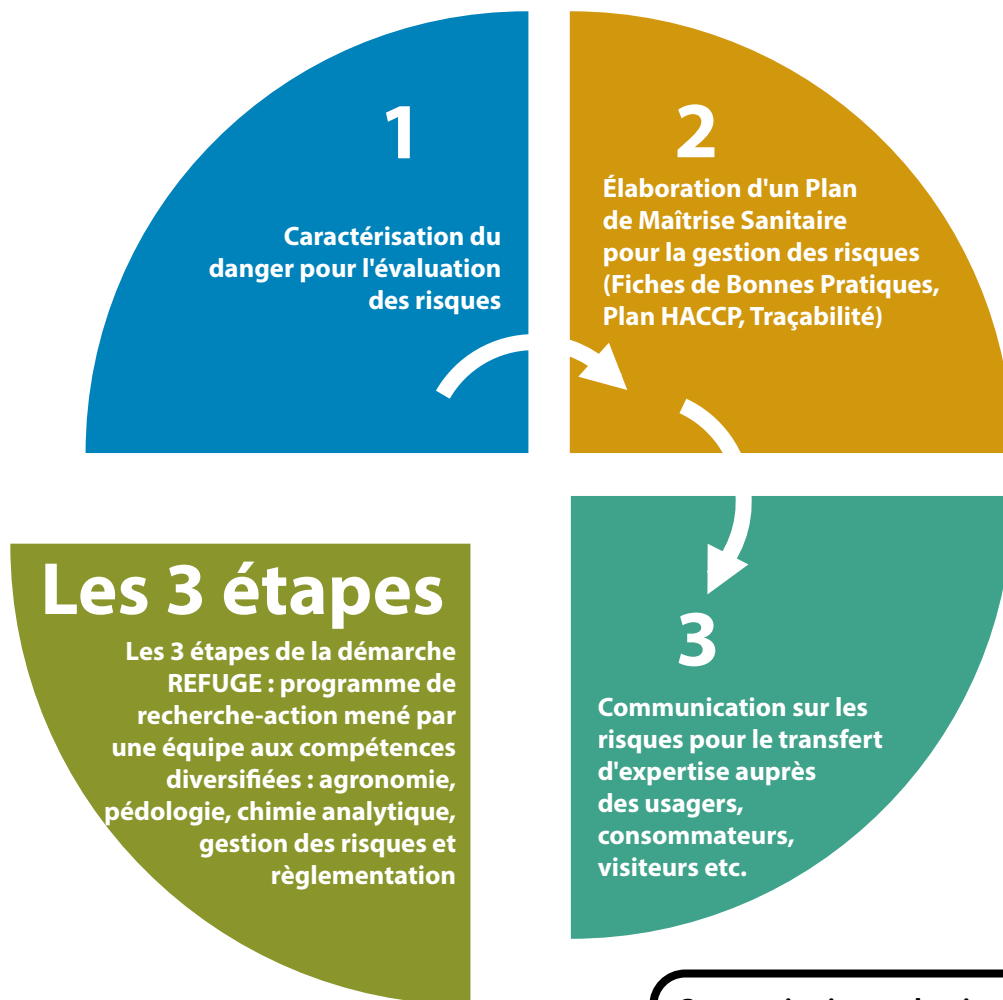 1
Caractérisation du
danger pour l'évaluation
des risques
2
Élaboration d'un Plan
de Maîtrise Sanitaire
pour la gestion des risques
(Fiches de Bonnes Pratiques,
Plan HACCP, Traçabilité)
3
Communication sur les
risques pour le transfert
d'expertise auprès
des usagers,
consommateurs,
visiteurs etc.
Les 3 étapes
Les 3 étapes de la démarche
REFUGE : programme de
recherche-action mené par
une équipe aux compétences
diversifiées : agronomie,
pédologie, chimie analytique,
gestion des risques et
règlementation